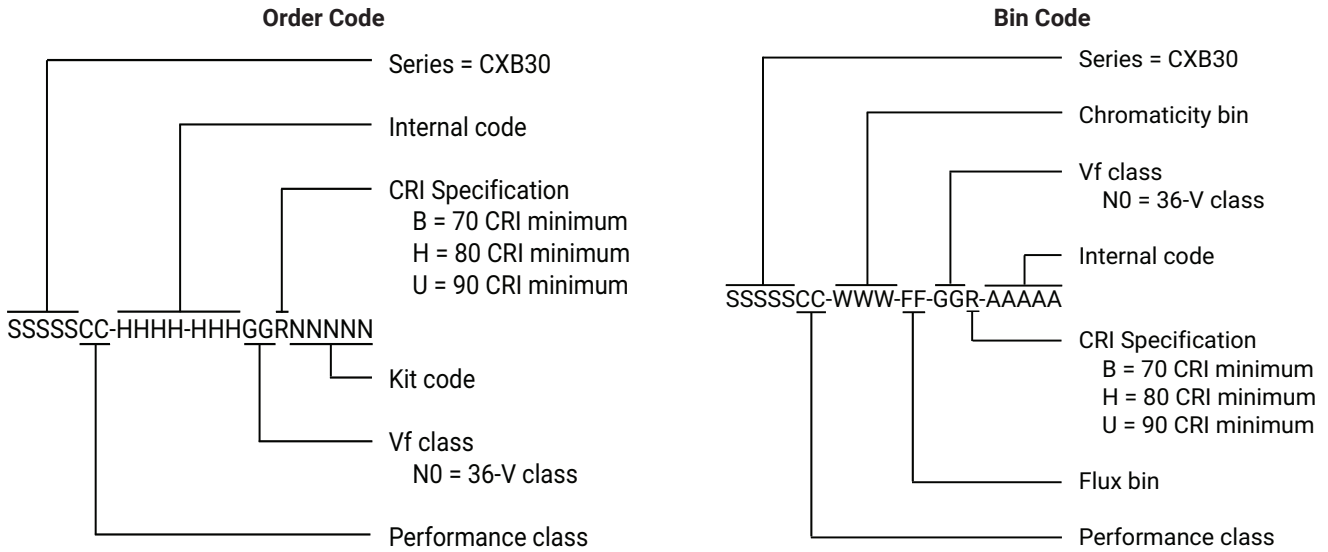 Order Code
Series = CXB30
Internal code
CRI Specification
B = 70 CRI minimum
H = 80 CRI minimum
U = 90 CRI minimum
SSSSSCC-HHHH-HHHGGRNNNNN
Kit code
Vf class
N0 = 36-V class
Performance class
Bin Code
Series = CXB30
Chromaticity bin
Vf class
N0 = 36-V class
Internal code
SSSSSCC-WWW-FF-GGR-AAAAA
CRI Specification
B = 70 CRI minimum
H = 80 CRI minimum
U = 90 CRI minimum
Flux bin
Performance class